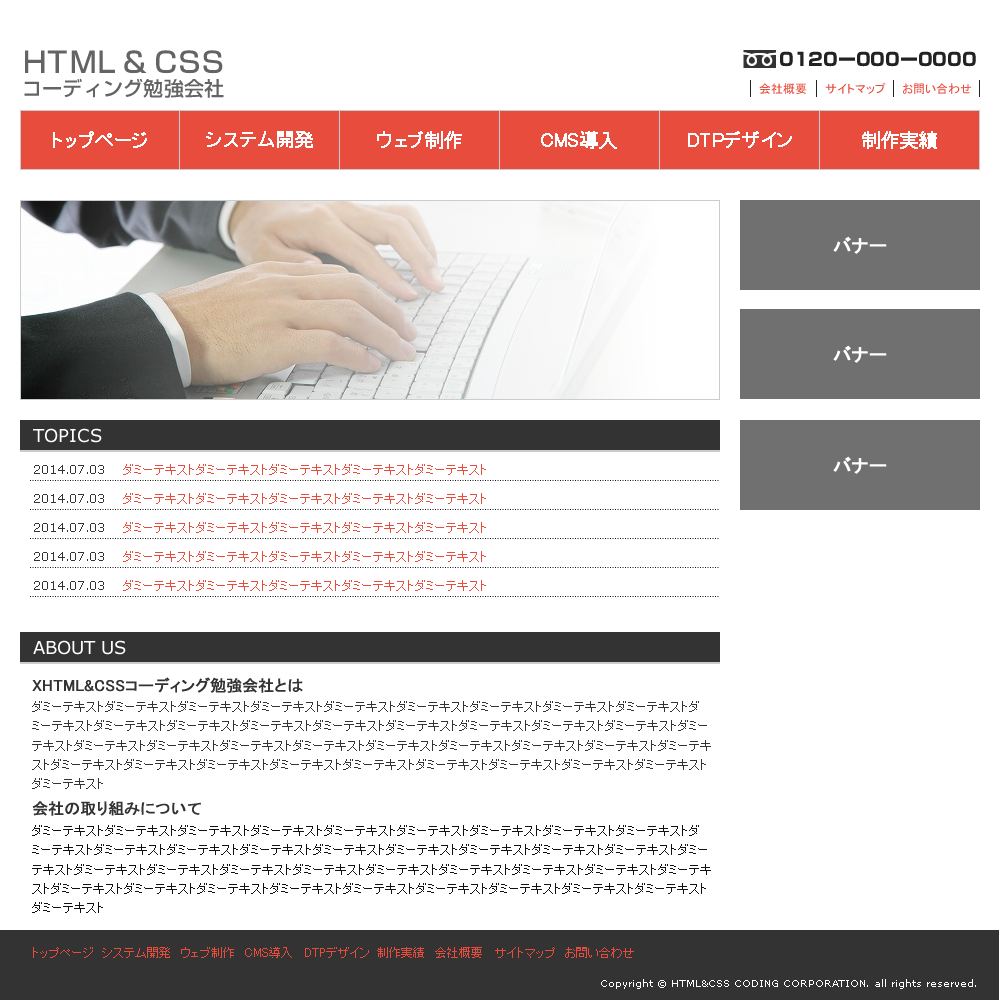 HTML & CSS
コーディング勉強会社
0120−000−0000
会社概要 サイトマップ お問い合わせ
トップページ システム開発 ウェブ制作 CMS導入 DTPデザイン 制作実績
バナー
バナー
バナー
TOPICS
2014.07.03 ダミーテキストダミーテキストダミーテキストダミーテキストダミーテキスト
2014.07.03 ダミーテキストダミーテキストダミーテキストダミーテキストダミーテキスト
2014.07.03 ダミーテキストダミーテキストダミーテキストダミーテキストダミーテキスト
2014.07.03 ダミーテキストダミーテキストダミーテキストダミーテキストダミーテキスト
2014.07.03 ダミーテキストダミーテキストダミーテキストダミーテキストダミーテキスト
ABOUT US
XHTML&CSSコーディング勉強会社とは
ダミーテキストダミーテキストダミーテキストダミーテキストダミーテキストダミーテキストダミーテキストダミーテキストダミーテキストダ
ミーテキストダミーテキストダミーテキストダミーテキストダミーテキストダミーテキストダミーテキストダミーテキストダミーテキストダミー
テキストダミーテキストダミーテキストダミーテキストダミーテキストダミーテキストダミーテキストダミーテキストダミーテキストダミーテキ
ストダミーテキストダミーテキストダミーテキストダミーテキストダミーテキストダミーテキストダミーテキストダミーテキストダミーテキスト
ダミーテキスト
会社の取り組みについて
ダミーテキストダミーテキストダミーテキストダミーテキストダミーテキストダミーテキストダミーテキストダミーテキストダミーテキストダ
ミーテキストダミーテキストダミーテキストダミーテキストダミーテキストダミーテキストダミーテキストダミーテキストダミーテキストダミー
テキストダミーテキストダミーテキストダミーテキストダミーテキストダミーテキストダミーテキストダミーテキストダミーテキストダミーテキ
ストダミーテキストダミーテキストダミーテキストダミーテキストダミーテキストダミーテキストダミーテキストダミーテキストダミーテキスト
ダミーテキスト
トップページ システム開発 ウェブ制作 CMS導入 DTPデザイン 制作実績 会社概要 サイトマップ お問い合わせ
Copyright © HTML&CSS CODING CORPORATION. all rights reserved.